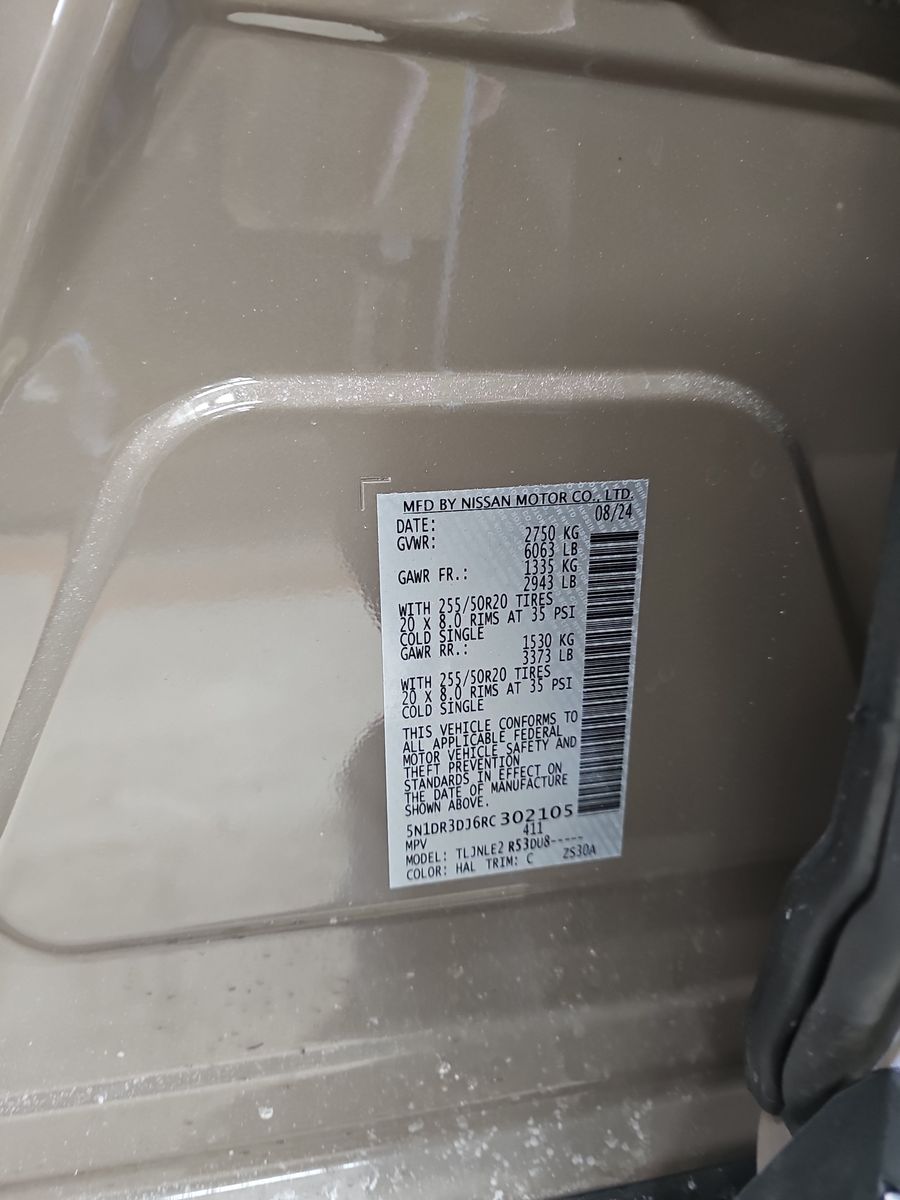 MFD BY NISSAN MOTOR CO., LTD.
DATE: 08/24
GVWR: 2750 KG
6063 LB
GAWR FR.: 1335 KG
2943 LB
WITH 255/50R20 TIRES
20 X 8.0 RIMS AT 35 PSI
COLD SINGLE
GAWR RR.: 1530 KG
3373 LB
WITH 255/50R20 TIRES
20 X 8.0 RIMS AT 35 PSI
COLD SINGLE
THIS VEHICLE CONFORMS TO
ALL APPLICABLE FEDERAL
MOTOR VEHICLE SAFETY AND
THEFT PREVENTION
STANDARDS IN EFFECT ON
THE DATE OF MANUFACTURE
SHOWN ABOVE.
5N1DR3DJ6RC302105
MPV 411
MODEL: TLJNLE2 R53DU8-----
COLOR: HAL TRIM: C ZS30A